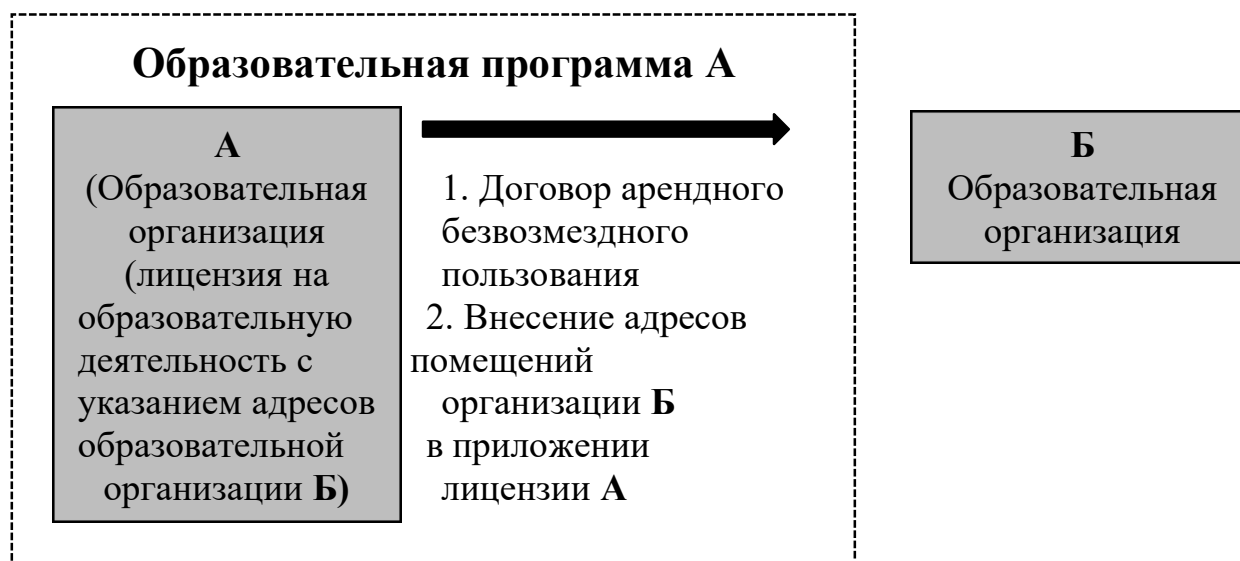 Образовательная программа А
А
(Образовательная
организация
(лицензия на
образовательную
деятельность с
указанием адресов
образовательной
организации Б)
1. Договор арендного
безвозмездного
пользования
2. Внесение адресов
помещений
организации Б
в приложении
лицензии А
Б
Образовательная
организация